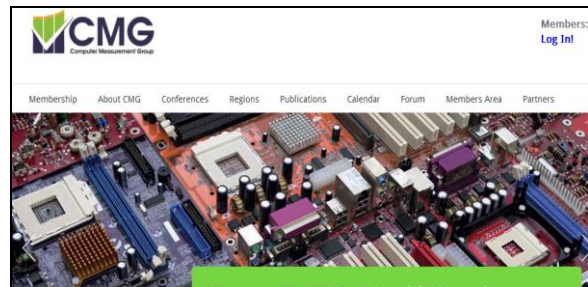 CMG
Computer Measurement Group
Members:
Log In!
Membership About CMG Conferences Regions Publications Calendar Forum Members Area Partners